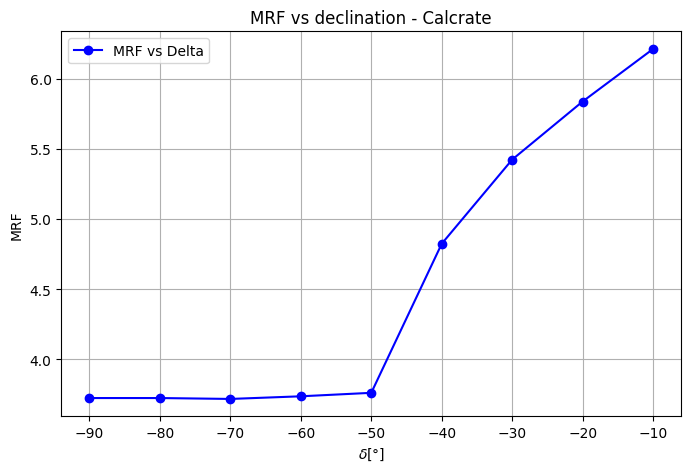 MRF vs declination - Calcrate
MRF vs Delta
MRF
6.0
5.5
5.0
4.5
4.0
−90 −80 −70 −60 −50 −40 −30 −20 −10
δ[°]